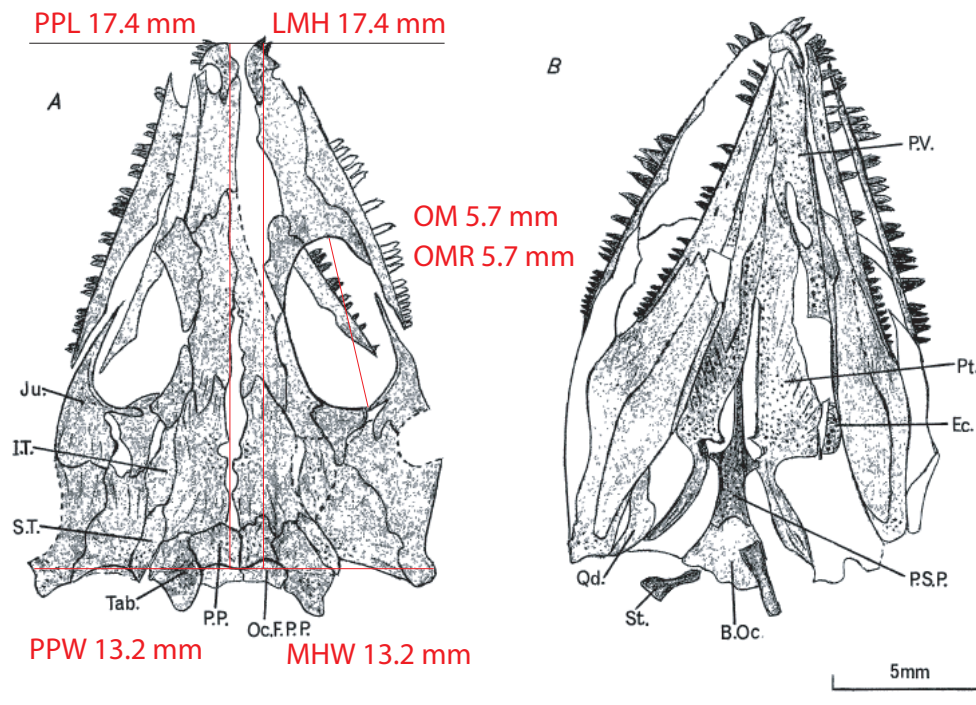 PPL 17.4 mm
LMH 17.4 mm
A
B
P.V.
OM 5.7 mm
OMR 5.7 mm
Pt.
Ju.
Ec.
I.T.
S.T.
Tab.
P.P.
Oc.F.P.P.
Qd.
St.
B.Oc.
P.S.P.
PPW 13.2 mm
MHW 13.2 mm
5mm